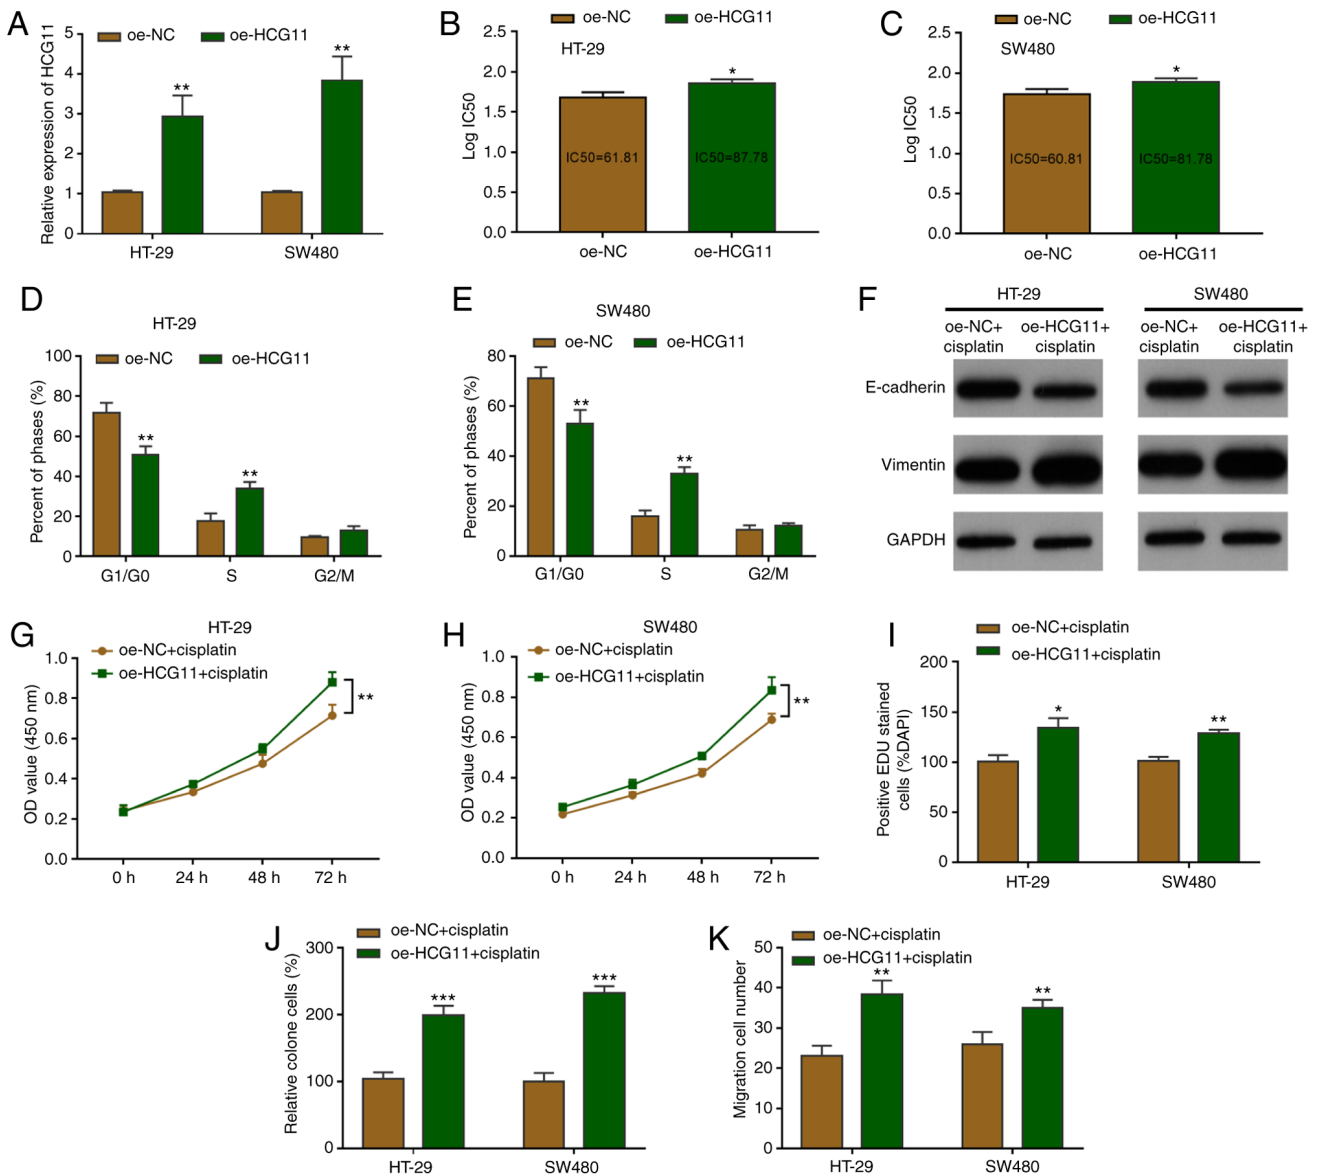 A
oe-NC
oe-HCG11
Relative expression of HCG11
5
4
3
2
1
0
**
**
HT-29
SW480
B
oe-NC
oe-HCG11
HT-29
Log IC50
2.5
2.0
1.5
1.0
0.5
0.0
*
IC50=61.81
IC50=87.78
oe-NC
oe-HCG11
C
oe-NC
oe-HCG11
SW480
Log IC50
2.5
2.0
1.5
1.0
0.5
0.0
*
IC50=60.81
IC50=81.78
oe-NC
oe-HCG11
D
HT-29
oe-NC
oe-HCG11
Percent of phases (%)
100
80
60
40
20
0
**
**
G1/G0
S
G2/M
E
SW480
oe-NC
oe-HCG11
Percent of phases (%)
80
60
40
20
0
**
**
G1/G0
S
G2/M
F
HT-29
SW480
oe-NC+
cisplatin
oe-HCG11+
cisplatin
oe-NC+
cisplatin
oe-HCG11+
cisplatin
E-cadherin
Vimentin
GAPDH
G
HT-29
oe-NC+cisplatin
oe-HCG11+cisplatin
OD value (450 nm)
1.0
0.8
0.6
0.4
0.2
0.0
**
0 h
24 h
48 h
72 h
H
SW480
oe-NC+cisplatin
oe-HCG11+cisplatin
OD value (450 nm)
1.0
0.8
0.6
0.4
0.2
0.0
**
0 h
24 h
48 h
72 h
I
oe-NC+cisplatin
oe-HCG11+cisplatin
Positive EDU stained
cells (%DAPI)
200
150
100
50
0
*
**
HT-29
SW480
J
oe-NC+cisplatin
oe-HCG11+cisplatin
Relative colone cells (%)
300
200
100
0
***
***
HT-29
SW480
K
oe-NC+cisplatin
oe-HCG11+cisplatin
Migration cell number
50
40
30
20
10
0
**
**
HT-29
SW480